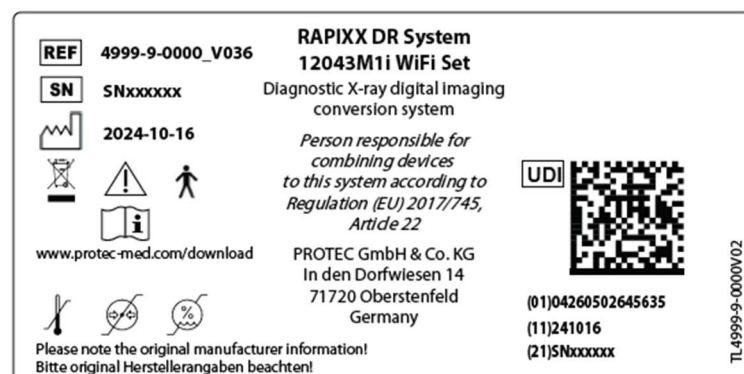 REF 4999-9-0000_V036
SN SNxxxxxx
2024-10-16
www.protec-med.com/download
Please note the original manufacturer information!
Bitte original Herstellerangaben beachten!
RAPIXX DR System
12043M1i WiFi Set
Diagnostic X-ray digital imaging
conversion system
Person responsible for
combining devices
to this system according to
Regulation (EU) 2017/745,
Article 22
PROTEC GmbH & Co. KG
In den Dorfwiesen 14
71720 Oberstenfeld
Germany
UDI
(01)04260502645635
(11)241016
(21)SNxxxxxx
TL4999-9-0000V02